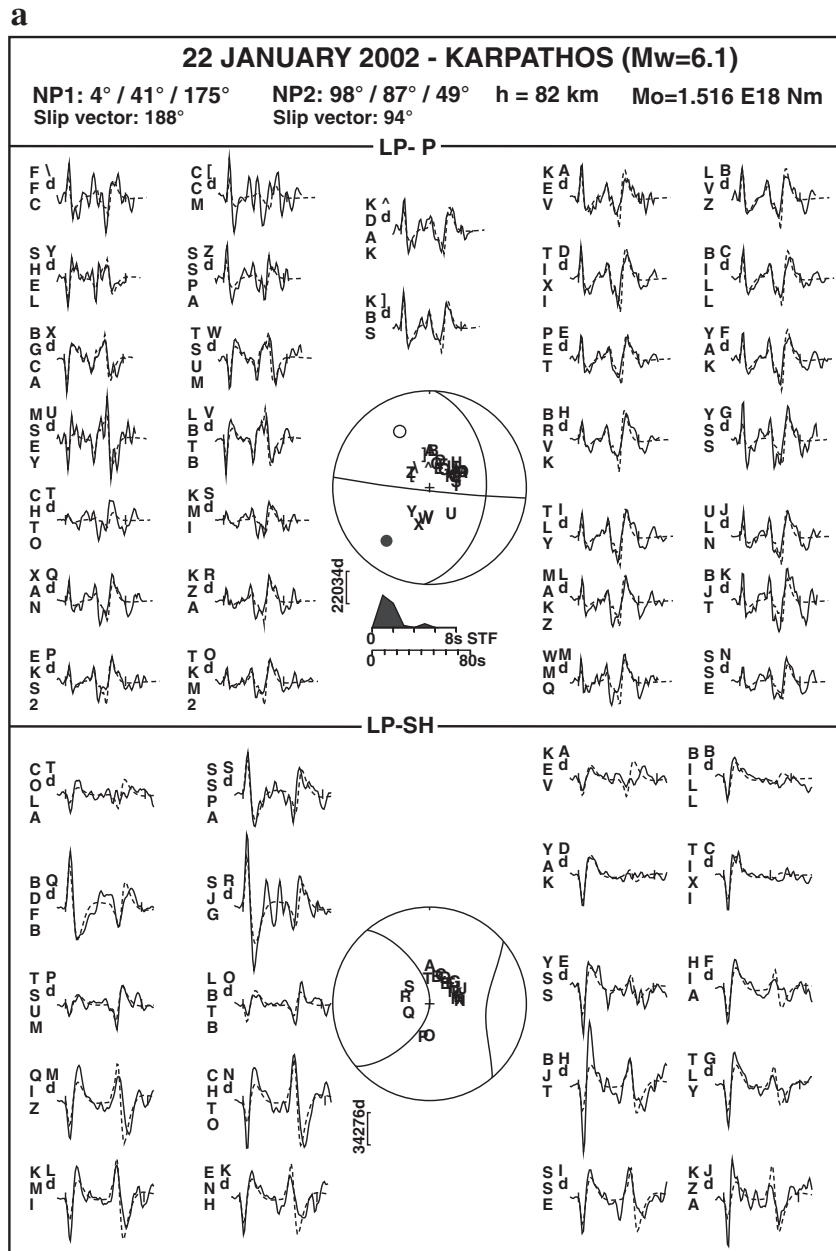 a
22 JANUARY 2002 - KARPATHOS (Mw=6.1)
NP1: 4° / 41° / 175° NP2: 98° / 87° / 49° h = 82 km Mo=1.516 E18 Nm
Slip vector: 188° Slip vector: 94°
LP- P
FFC \ d
CCM [ d
KDAK ^ d
KEV A d
LVZ B d
SHEL Y d
SSPA Z d
KBS ] d
TIXI D d
BILL C d
BGCA X d
TSUM W d
PET E d
YAK F d
MSEY U d
LBTB V d
BRVK H d
YSS G d
CHTO T d
KMI S d
TLY I d
ULN J d
XAN Q d
KZA R d
MAKZ L d
BJT K d
EKS2 P d
TKM2 O d
WMQ M d
SSE N d
22034d
0 8s STF
0 80s
LP-SH
COLA T d
SSPA S d
KEV A d
BILL B d
BDFB Q d
SJG R d
YAK D d
TIXI C d
TSUM P d
LBTB O d
YSS E d
HIA F d
QIZ M d
CHTO N d
BJT H d
TLY G d
KMI L d
ENH K d
SSE I d
KZA J d
34276d